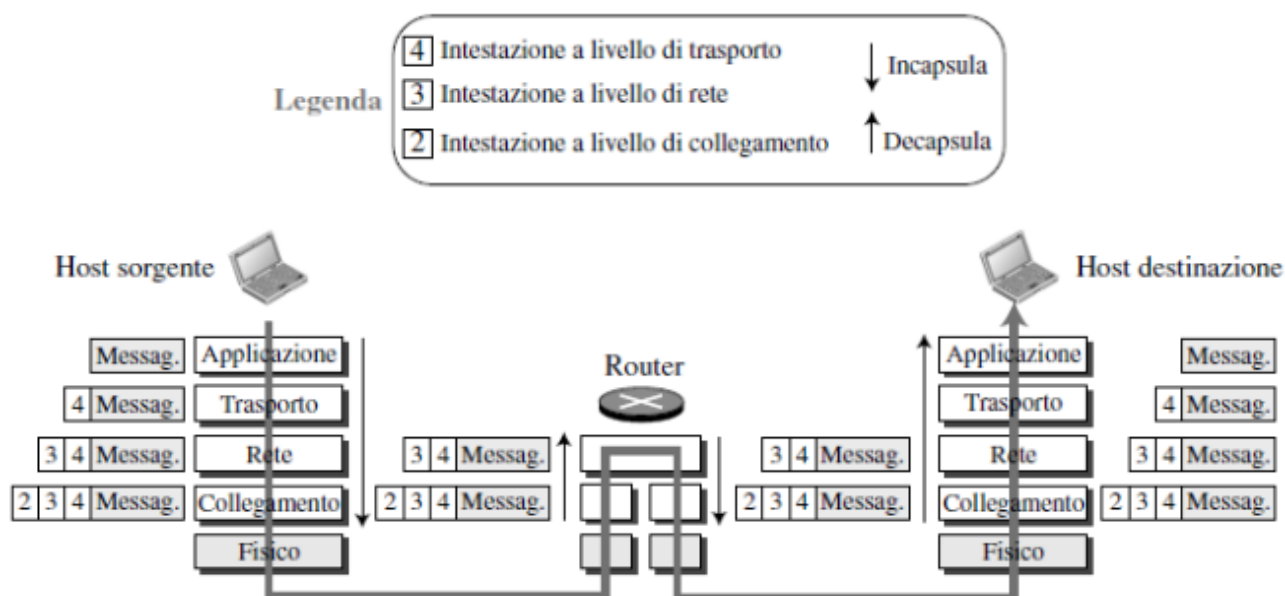 4 Intestazione a livello di trasporto
Incapsula
Legenda
3 Intestazione a livello di rete
2 Intestazione a livello di collegamento
Decapsula
Host sorgente
Host destinazione
Messag. Applicazione
Router
Applicazione Messag.
4 Messag. Trasporto
Trasporto 4 Messag.
3 4 Messag. Rete 3 4 Messag. 3 4 Messag. Rete 3 4 Messag.
2 3 4 Messag. Collegamento 2 3 4 Messag. 2 3 4 Messag. Collegamento 2 3 4 Messag.
Fisico Fisico